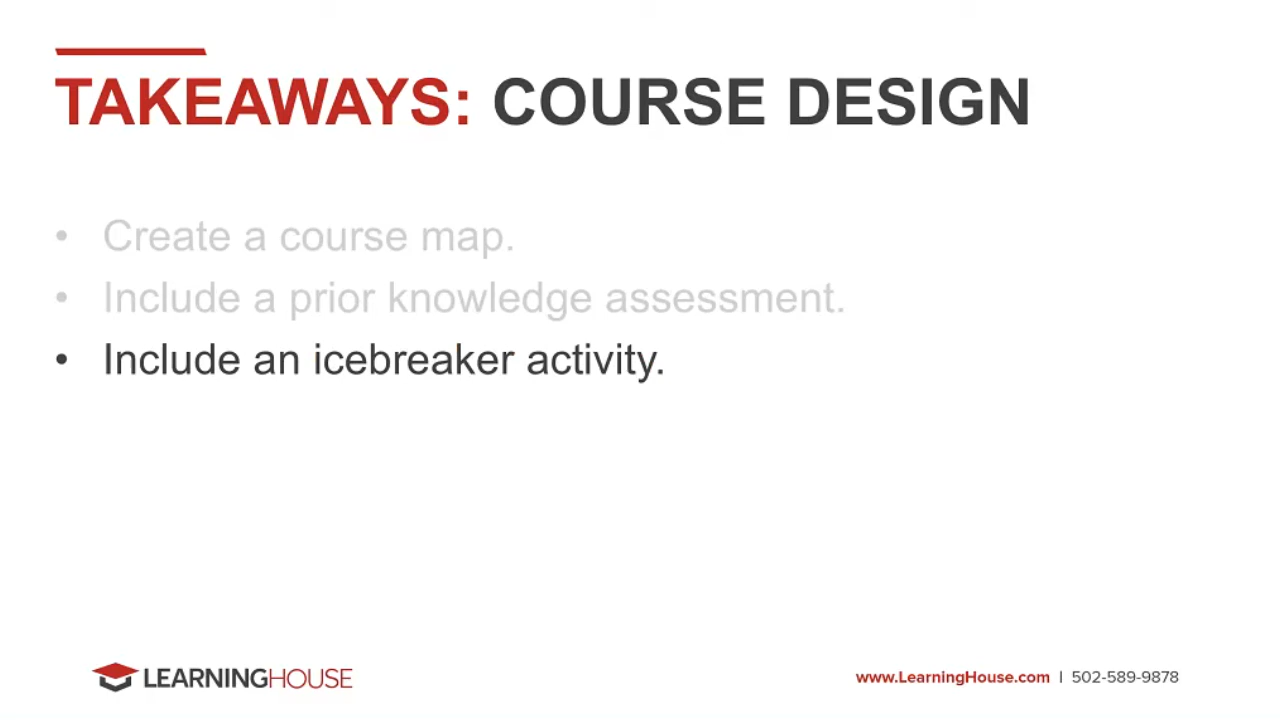 TAKEAWAYS: COURSE DESIGN
• Create a course map.
• Include a prior knowledge assessment.
• Include an icebreaker activity.
LEARNINGHOUSE
www.LearningHouse.com | 502-589-9878